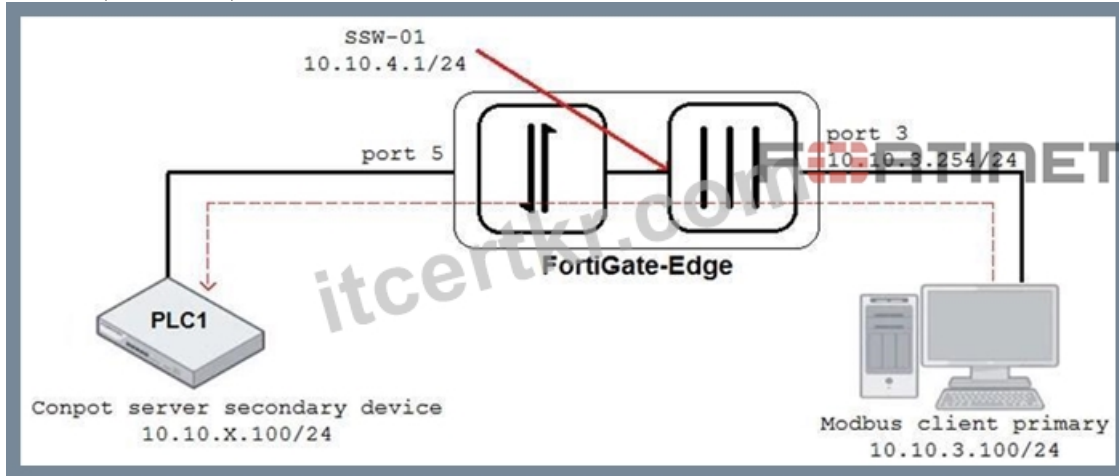 SSW-01
10.10.4.1/24
port 5
port 3
10.10.3.254/24
FORTINET
itcertkr.com
FortiGate-Edge
PLC1
Conpot server secondary device
10.10.X.100/24
Modbus client primary
10.10.3.100/24